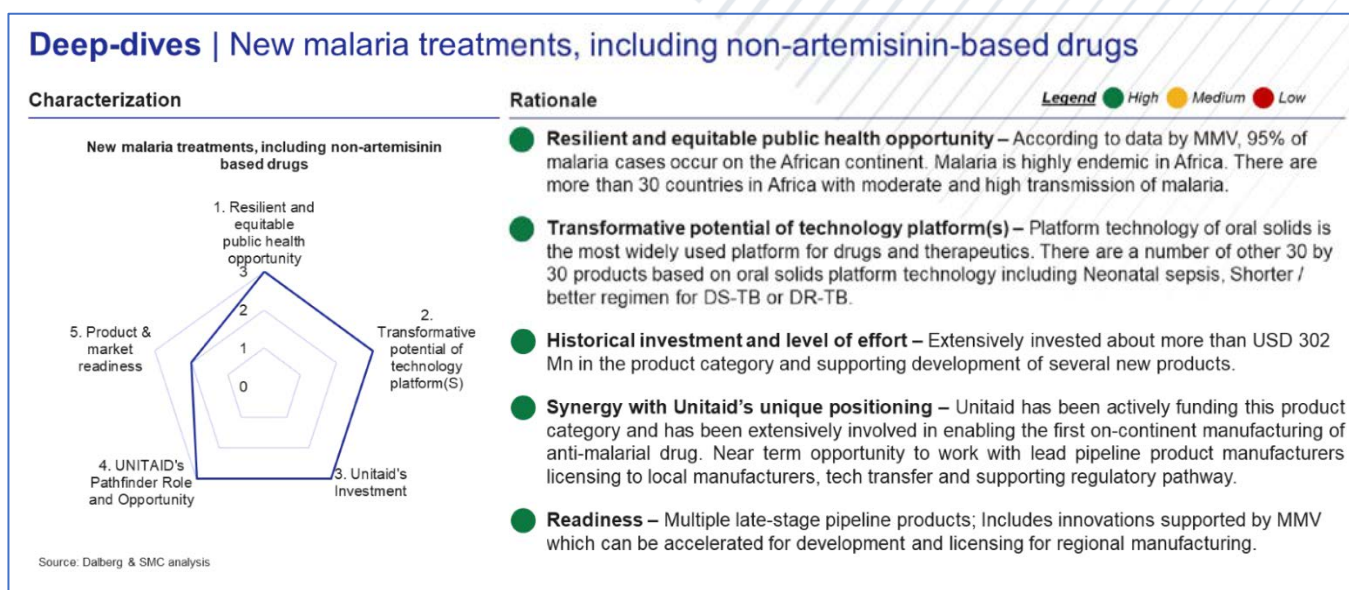 Deep-dives | New malaria treatments, including non-artemisinin-based drugs
Characterization
New malaria treatments, including non-artemisinin
based drugs
1. Resilient and
equitable
public health
opportunity
3
2
1
0
2.
Transformative
potential of
technology
platform(S)
3. Unitaid's
Investment
4. UNITAID's
Pathfinder Role
and Opportunity
5. Product &
market
readiness
Source: Dalberg & SMC analysis
Rationale
Legend High Medium Low
Resilient and equitable public health opportunity – According to data by MMV, 95% of
malaria cases occur on the African continent. Malaria is highly endemic in Africa. There are
more than 30 countries in Africa with moderate and high transmission of malaria.
Transformative potential of technology platform(s) – Platform technology of oral solids is
the most widely used platform for drugs and therapeutics. There are a number of other 30 by
30 products based on oral solids platform technology including Neonatal sepsis, Shorter /
better regimen for DS-TB or DR-TB.
Historical investment and level of effort – Extensively invested about more than USD 302
Mn in the product category and supporting development of several new products.
Synergy with Unitaid's unique positioning – Unitaid has been actively funding this product
category and has been extensively involved in enabling the first on-continent manufacturing of
anti-malarial drug. Near term opportunity to work with lead pipeline product manufacturers
licensing to local manufacturers, tech transfer and supporting regulatory pathway.
Readiness – Multiple late-stage pipeline products; Includes innovations supported by MMV
which can be accelerated for development and licensing for regional manufacturing.